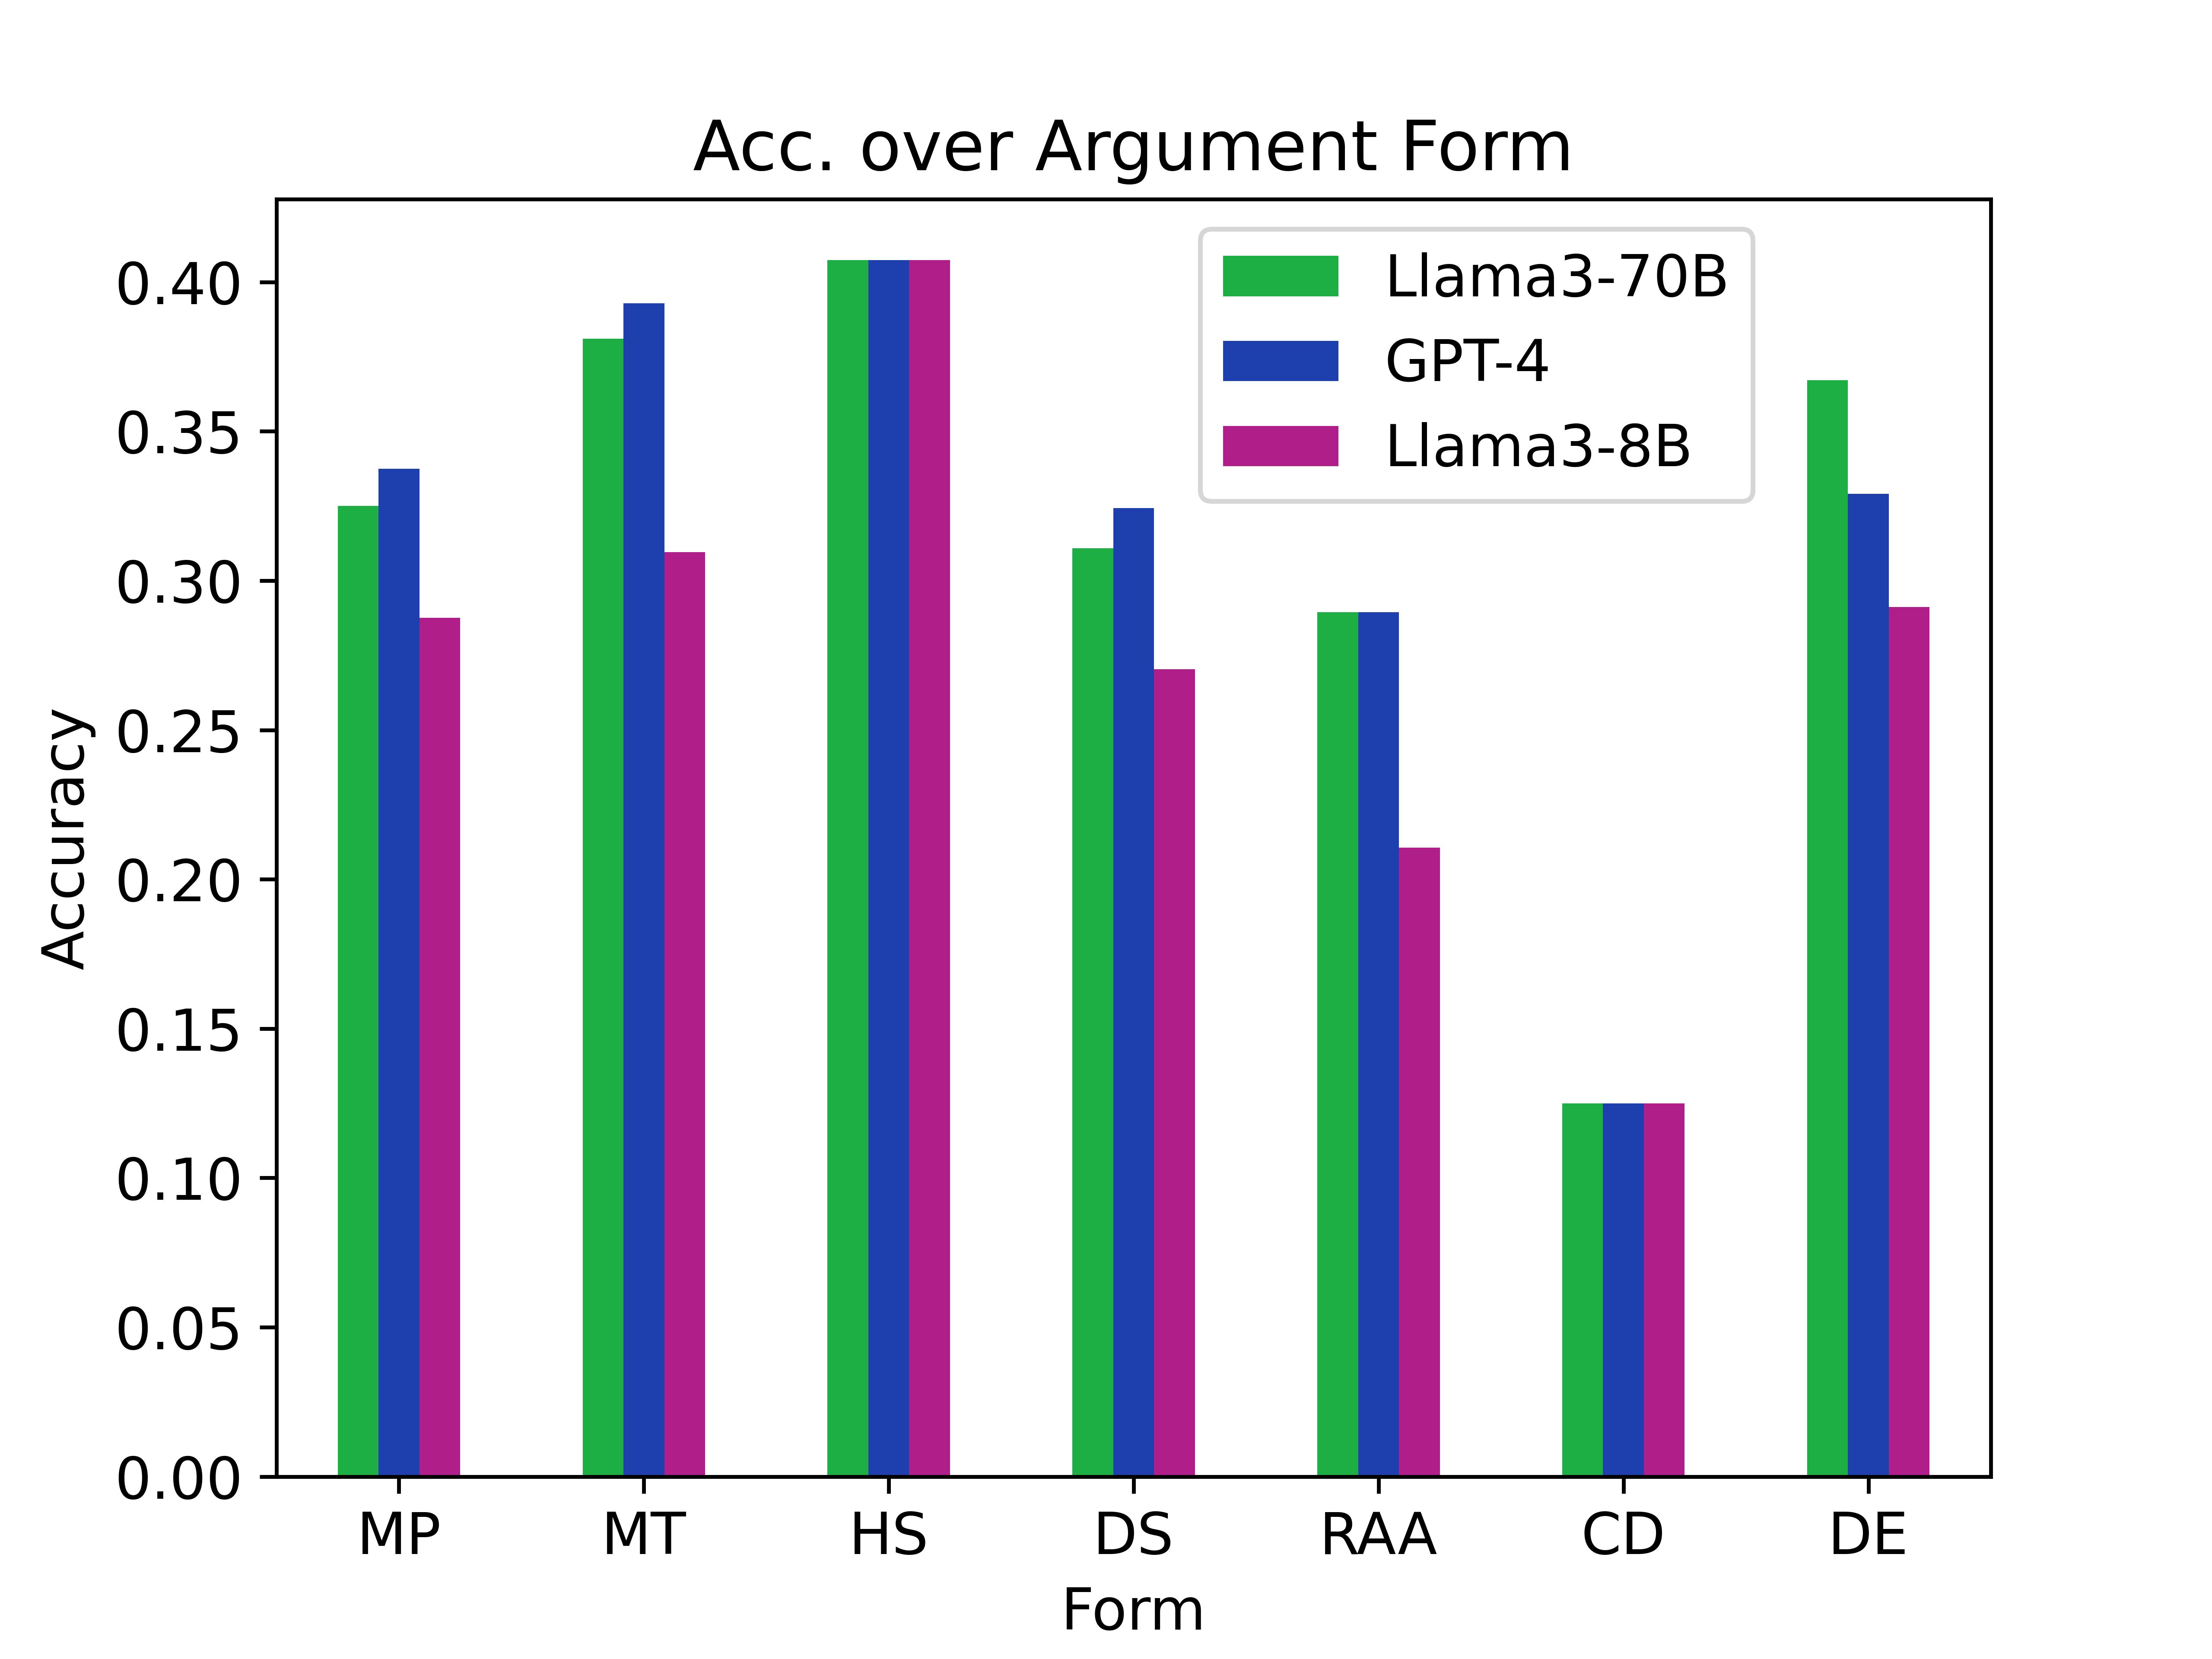 Acc. over Argument Form
Llama3-70B
GPT-4
Llama3-8B
0.40
0.35
0.30
0.25
0.20
0.15
0.10
0.05
0.00
Accuracy
MP MT HS DS RAA CD DE
Form